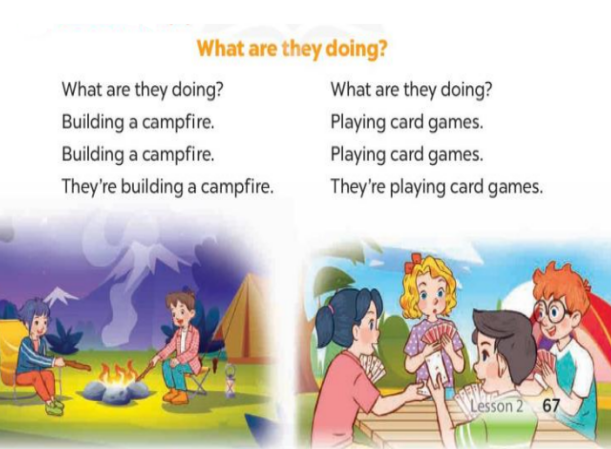 What are they doing?
What are they doing?
Building a campfire.
Building a campfire.
They're building a campfire.
What are they doing?
Playing card games.
Playing card games.
They're playing card games.
Lesson 2 67